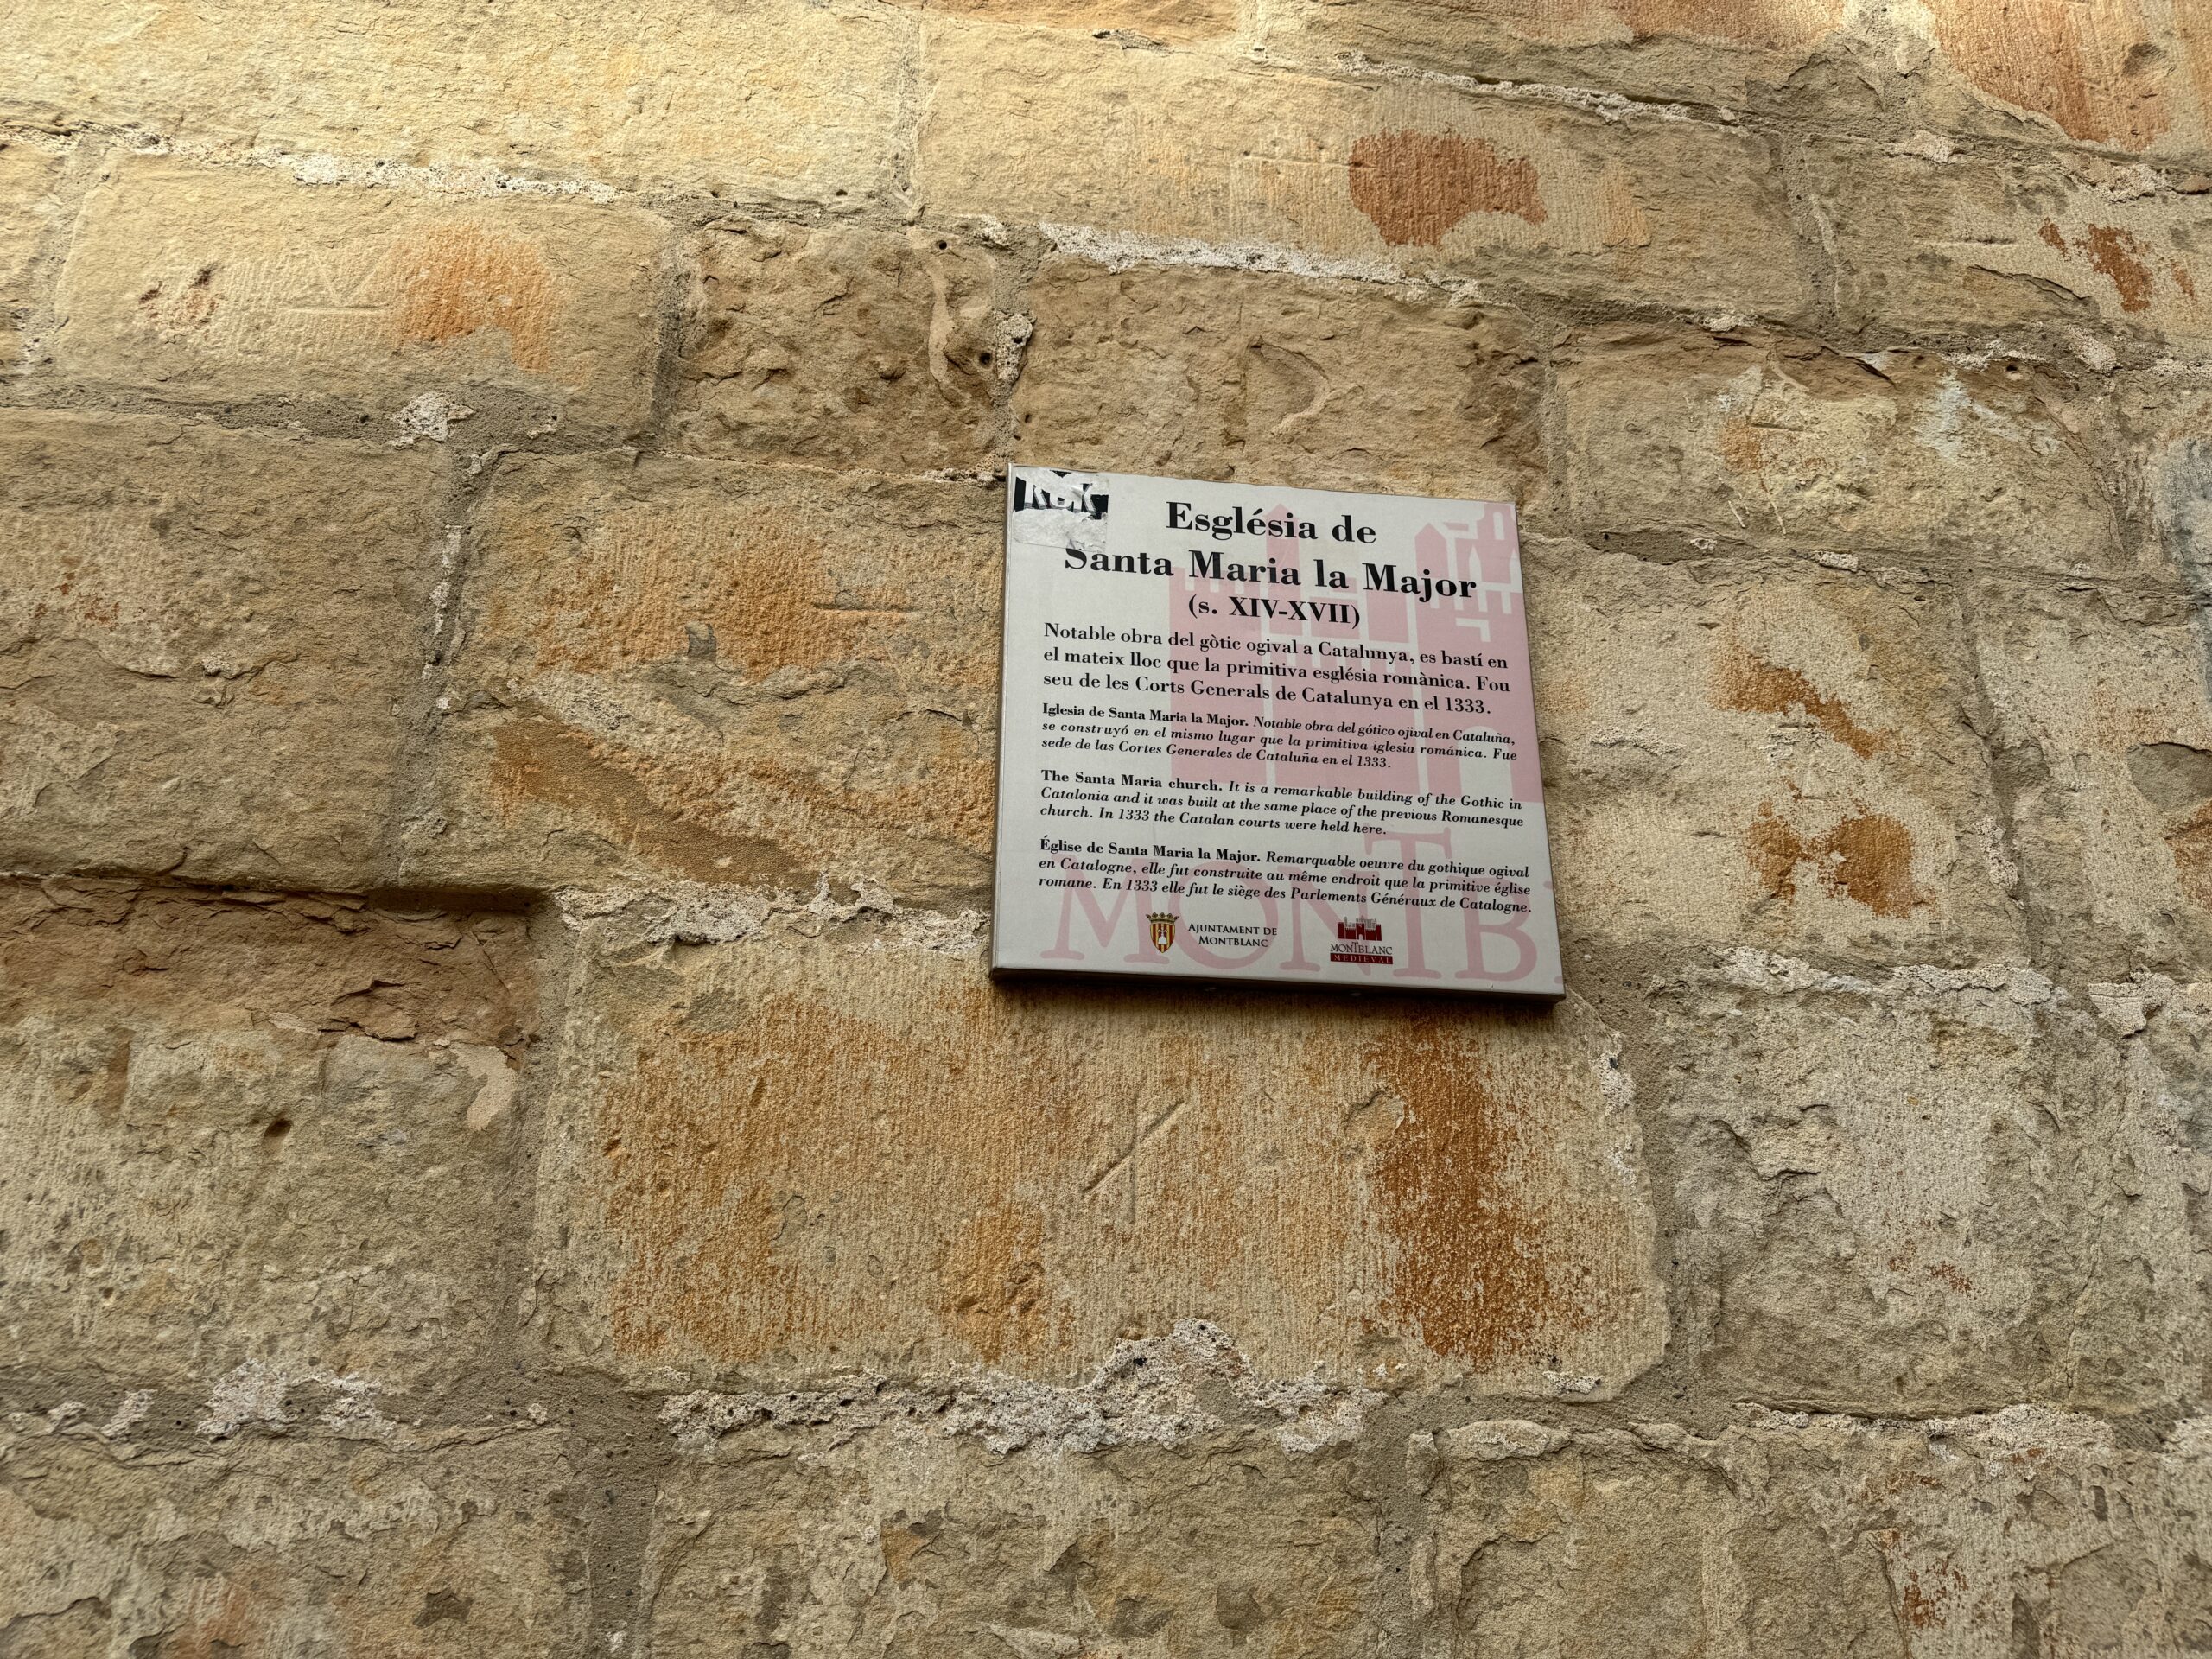 Església de
Santa Maria la Major
(s. XIV-XVII)
Notable obra del gòtic ogival a Catalunya, es bastí en
el mateix lloc que la primitiva església romànica. Fou
seu de les Corts Generals de Catalunya en el 1333.
Iglesia de Santa Maria la Major. Notable obra del gótico ojival en Cataluña,
se construyó en el mismo lugar que la primitiva iglesia románica. Fue
sede de las Cortes Generales de Cataluña en el 1333.
The Santa Maria church. It is a remarkable building of the Gothic in
Catalonia and it was built at the same place of the previous Romanesque
church. In 1333 the Catalan courts were held here.
Église de Santa Maria la Major. Remarquable oeuvre du gothique ogival
en Catalogne, elle fut construite au même endroit que la primitive église
romane. En 1333 elle fut le siège des Parlements Généraux de Catalogne.
AJUNTAMENT DE
MONTBLANC
MONTBLANC
MEDIEVAL
MONTB